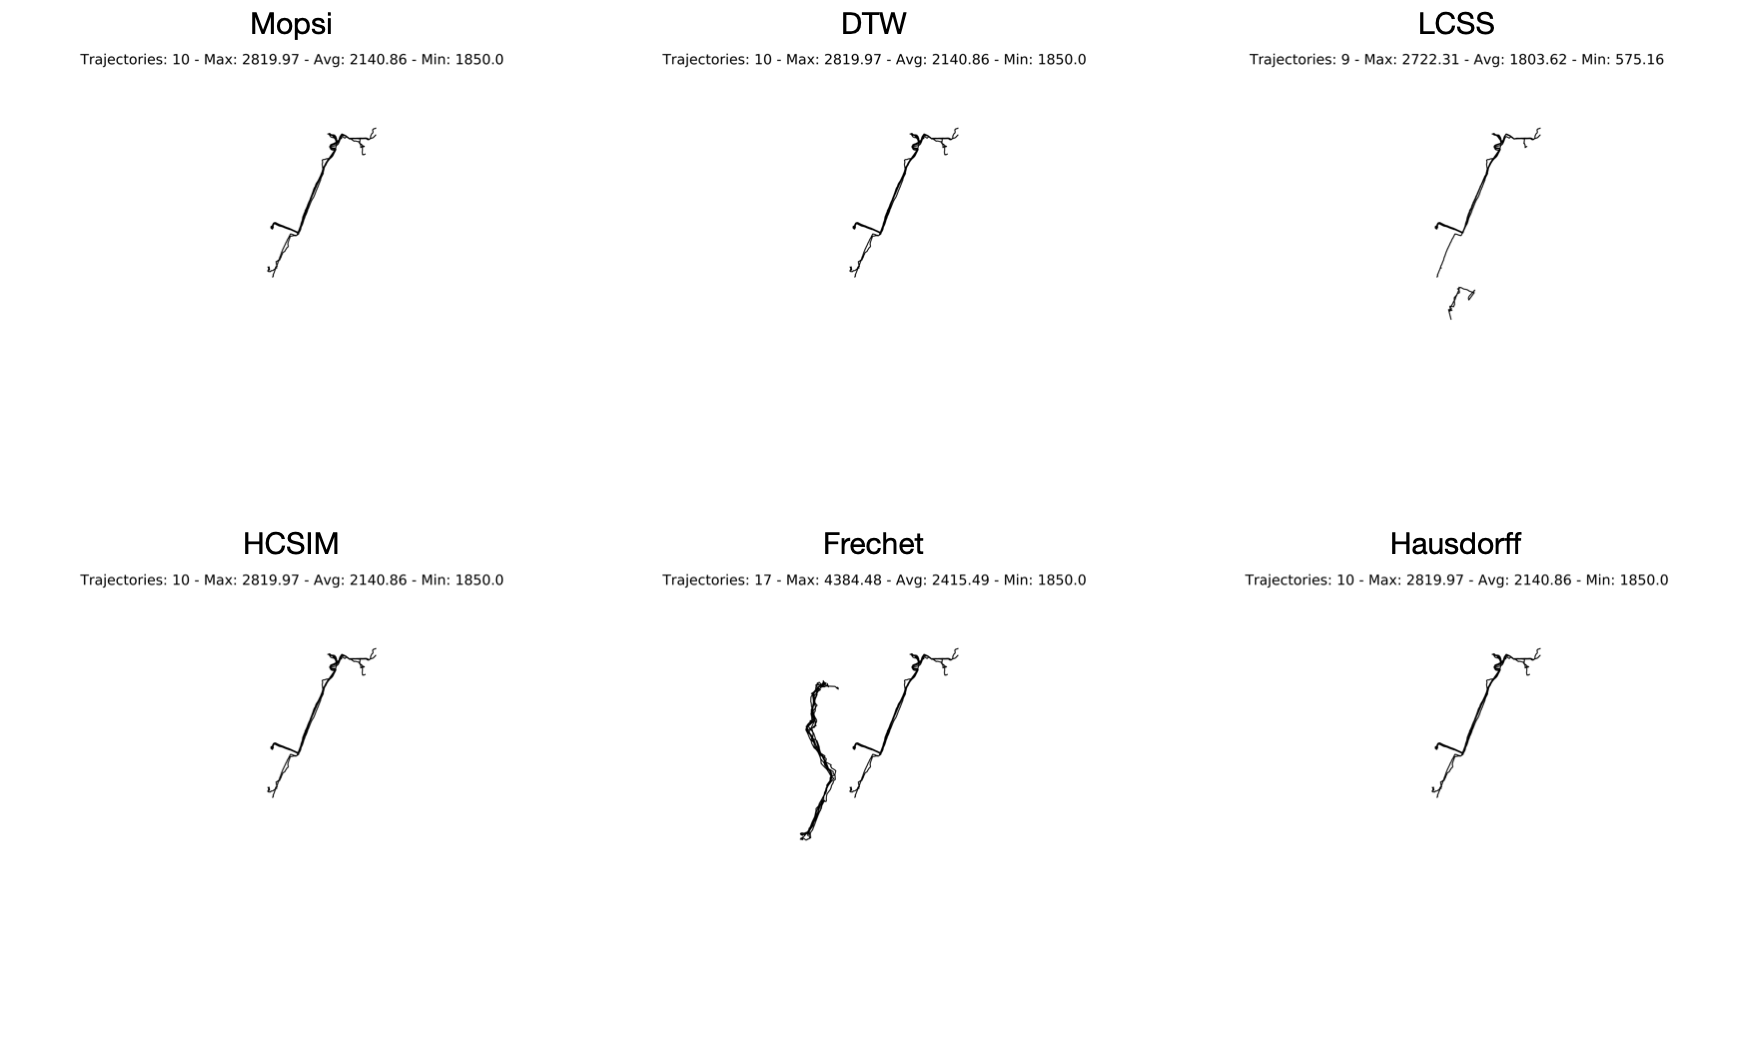 Mopsi
Trajectories: 10 - Max: 2819.97 - Avg: 2140.86 - Min: 1850.0
DTW
Trajectories: 10 - Max: 2819.97 - Avg: 2140.86 - Min: 1850.0
LCSS
Trajectories: 9 - Max: 2722.31 - Avg: 1803.62 - Min: 575.16
HCSIM
Trajectories: 10 - Max: 2819.97 - Avg: 2140.86 - Min: 1850.0
Frechet
Trajectories: 17 - Max: 4384.48 - Avg: 2415.49 - Min: 1850.0
Hausdorff
Trajectories: 10 - Max: 2819.97 - Avg: 2140.86 - Min: 1850.0